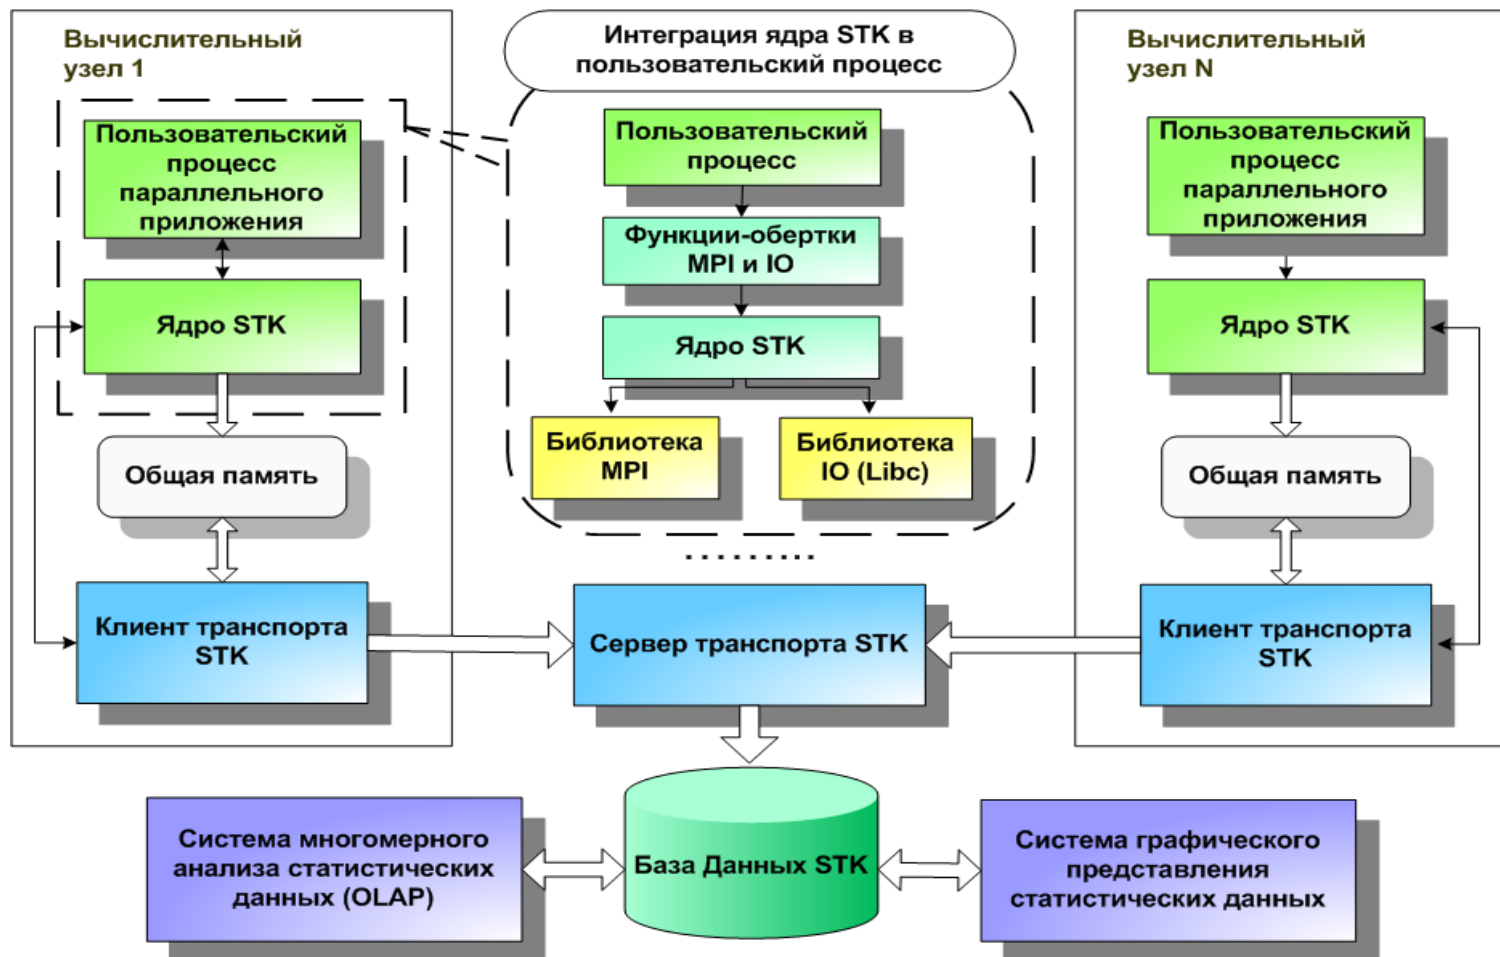 Вычислительный
узел 1
Пользовательский
процесс
параллельного
приложения
Ядро STK
Общая память
Клиент транспорта
STK
Интеграция ядра STK в
пользовательский процесс
Пользовательский
процесс
Функции-обертки
MPI и IO
Ядро STK
Библиотека
MPI
Библиотека
IO (Libc)
.........
Сервер транспорта STK
Вычислительный
узел N
Пользовательский
процесс
параллельного
приложения
Ядро STK
Общая память
Клиент транспорта
STK
Система многомерного
анализа статистических
данных (OLAP)
База Данных STK
Система графического
представления
статистических данных